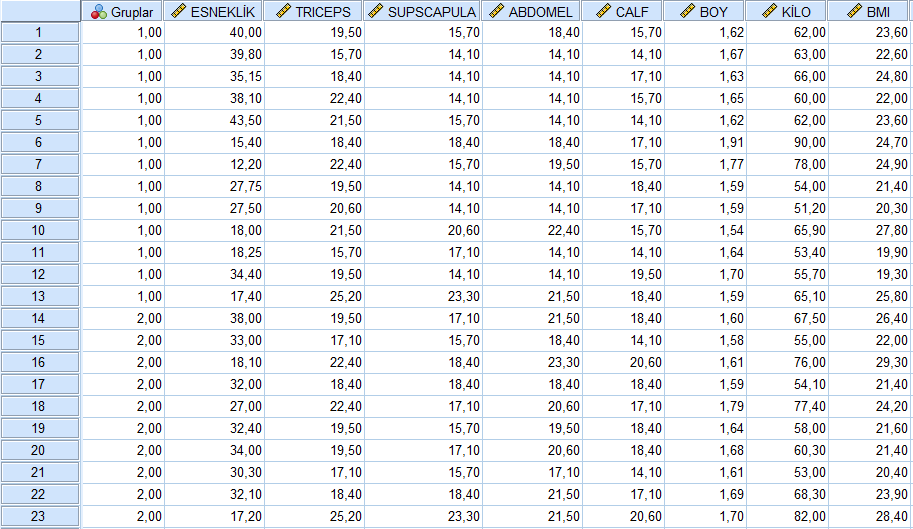 Gruplar ESNEKLİK TRICEPS SUPSCAPULA ABDOMEL CALF BOY KİLO BMI
1 1,00 40,00 19,50 15,70 18,40 15,70 1,62 62,00 23,60
2 1,00 39,80 15,70 14,10 14,10 14,10 1,67 63,00 22,60
3 1,00 35,15 18,40 14,10 14,10 17,10 1,63 66,00 24,80
4 1,00 38,10 22,40 14,10 14,10 15,70 1,65 60,00 22,00
5 1,00 43,50 21,50 15,70 14,10 14,10 1,62 62,00 23,60
6 1,00 15,40 18,40 18,40 18,40 17,10 1,91 90,00 24,70
7 1,00 12,20 22,40 15,70 19,50 15,70 1,77 78,00 24,90
8 1,00 27,75 19,50 14,10 14,10 18,40 1,59 54,00 21,40
9 1,00 27,50 20,60 14,10 14,10 17,10 1,59 51,20 20,30
10 1,00 18,00 21,50 20,60 22,40 15,70 1,54 65,90 27,80
11 1,00 18,25 15,70 17,10 14,10 14,10 1,64 53,40 19,90
12 1,00 34,40 19,50 14,10 14,10 19,50 1,70 55,70 19,30
13 1,00 17,40 25,20 23,30 21,50 18,40 1,59 65,10 25,80
14 2,00 38,00 19,50 17,10 21,50 18,40 1,60 67,50 26,40
15 2,00 33,00 17,10 15,70 18,40 14,10 1,58 55,00 22,00
16 2,00 18,10 22,40 18,40 23,30 20,60 1,61 76,00 29,30
17 2,00 32,00 18,40 18,40 18,40 18,40 1,59 54,10 21,40
18 2,00 27,00 22,40 17,10 20,60 17,10 1,79 77,40 24,20
19 2,00 32,40 19,50 15,70 19,50 18,40 1,64 58,00 21,60
20 2,00 34,00 19,50 17,10 20,60 18,40 1,68 60,30 21,40
21 2,00 30,30 17,10 15,70 17,10 14,10 1,61 53,00 20,40
22 2,00 32,10 18,40 18,40 21,50 17,10 1,69 68,30 23,90
23 2,00 17,20 25,20 23,30 21,50 20,60 1,70 82,00 28,40